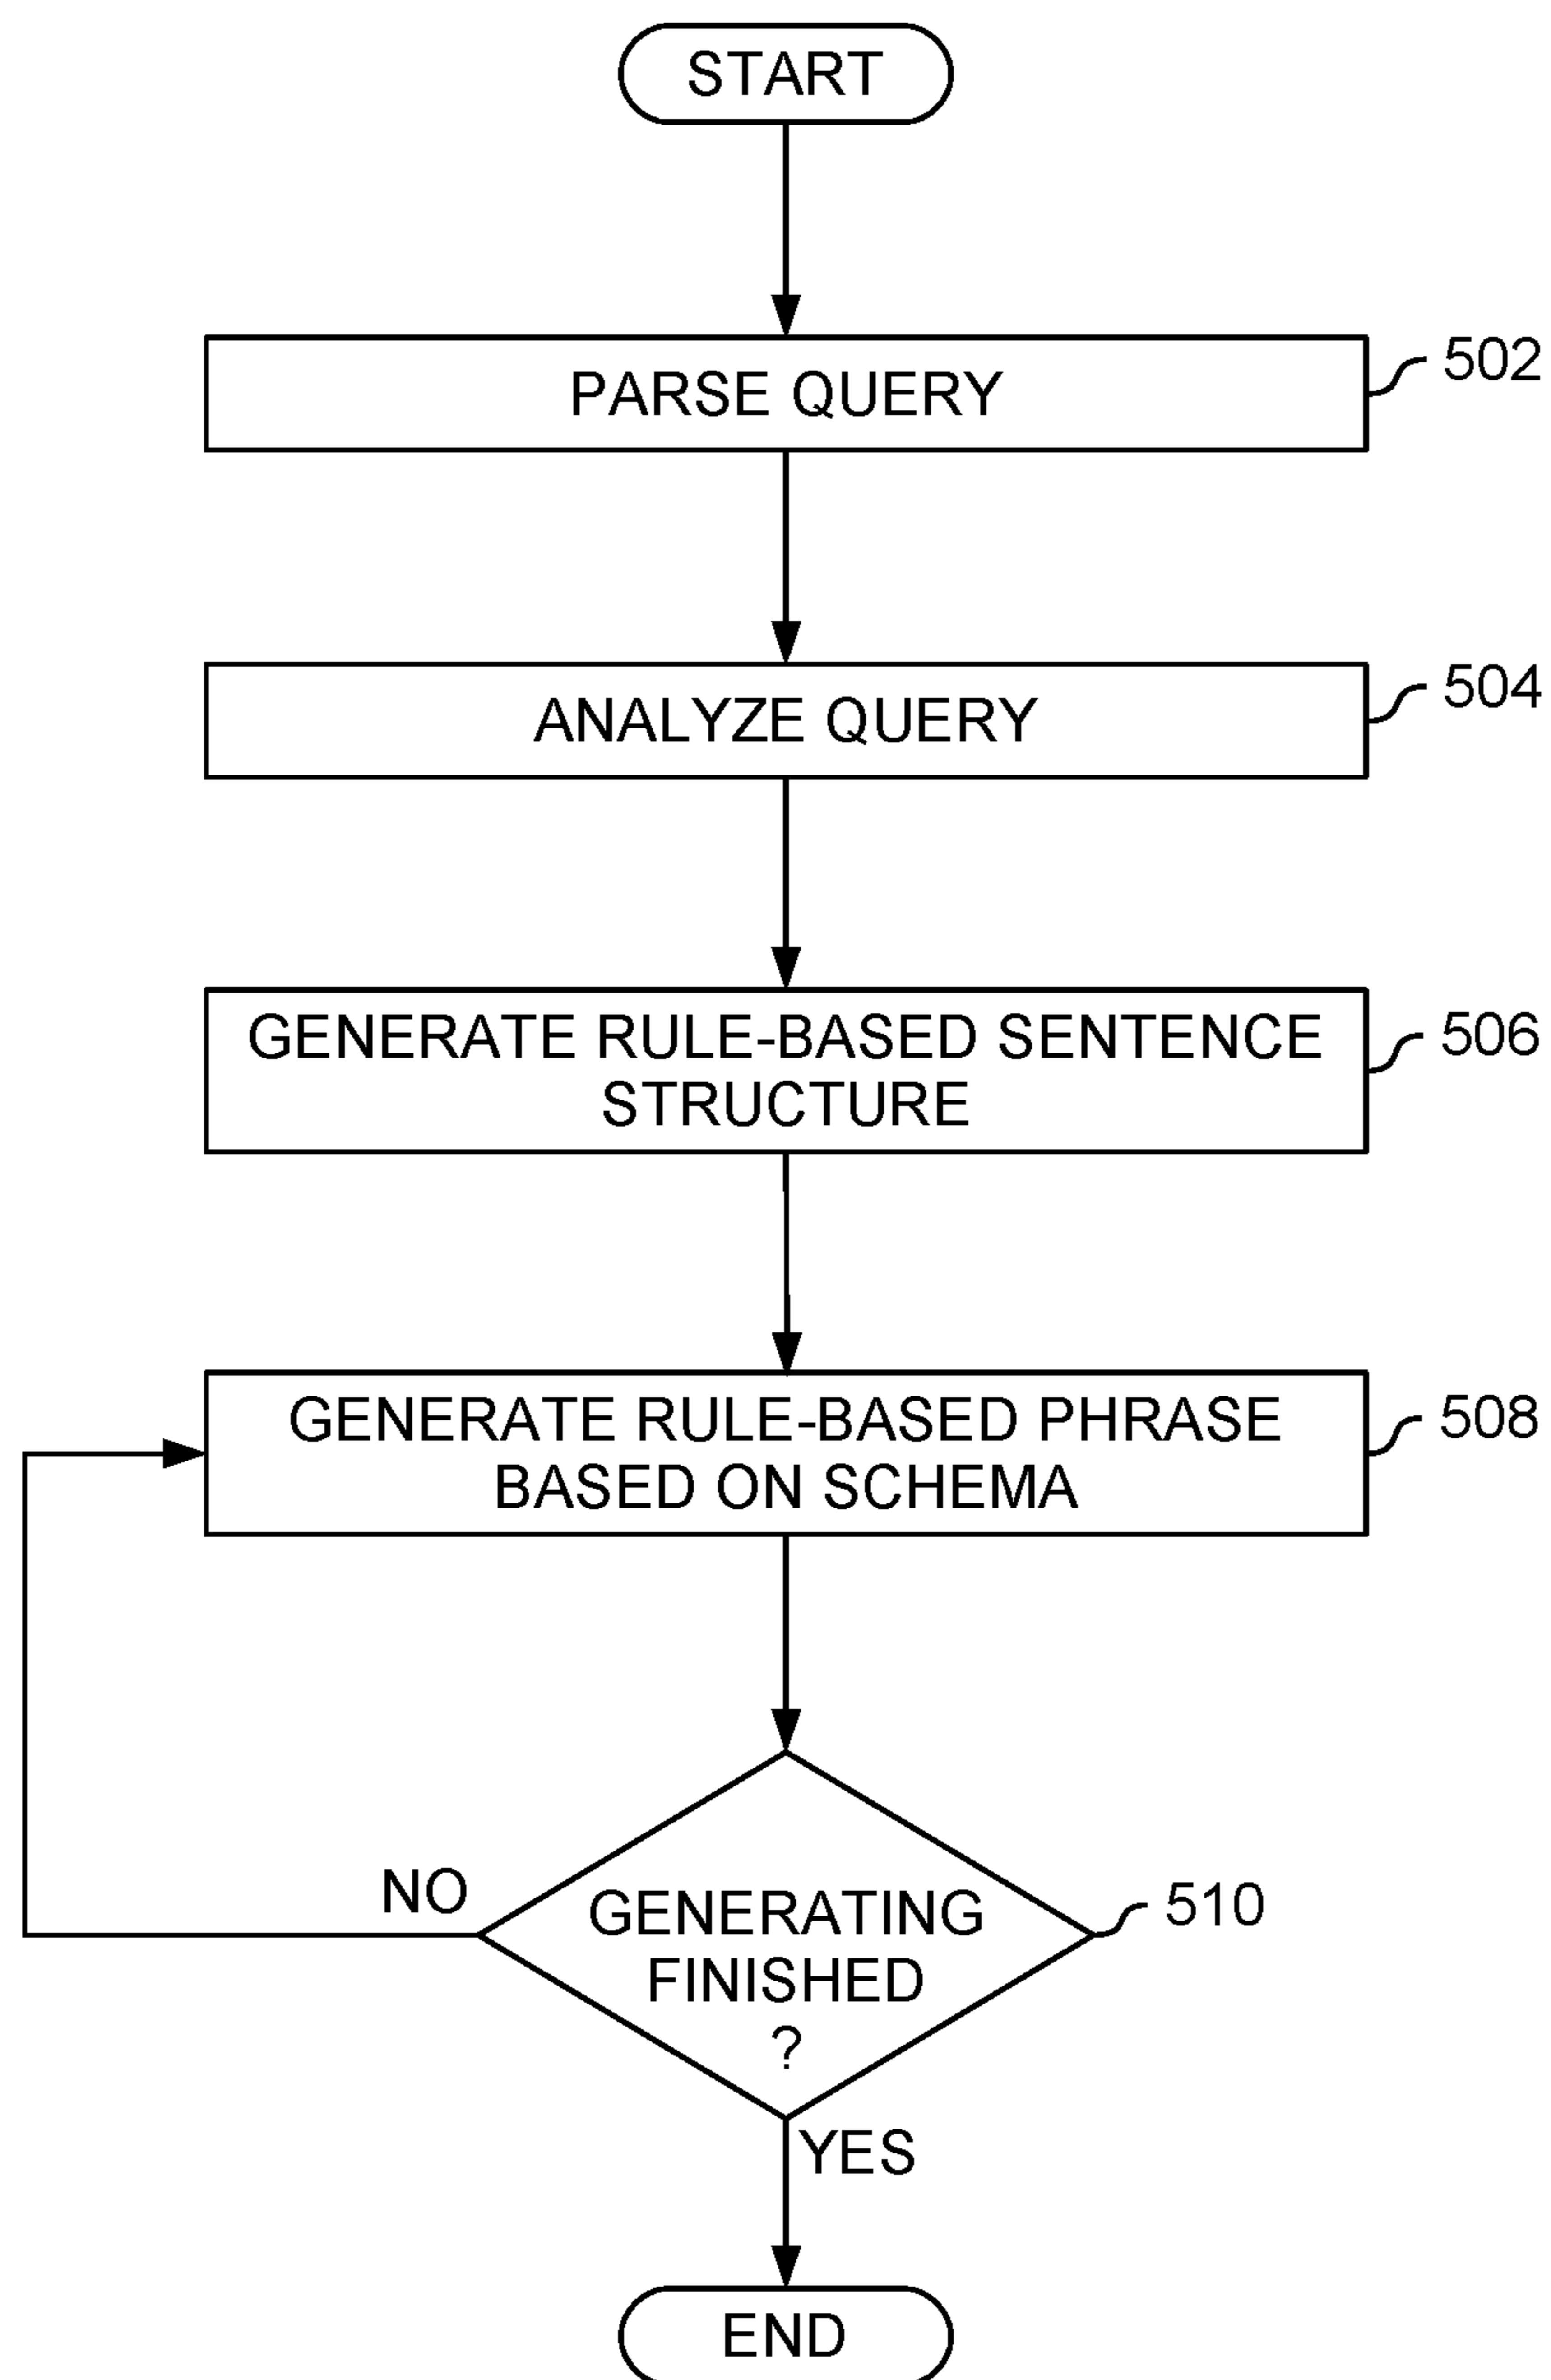 START
PARSE QUERY
502
ANALYZE QUERY
504
GENERATE RULE-BASED SENTENCE
STRUCTURE
506
GENERATE RULE-BASED PHRASE
BASED ON SCHEMA
508
NO
GENERATING
FINISHED
?
510
YES
END